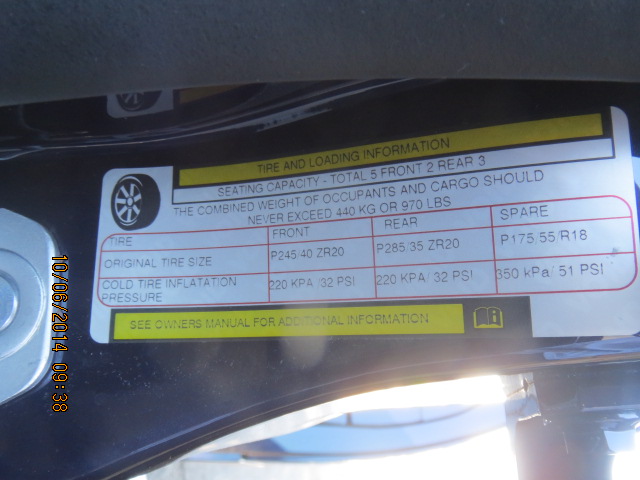 TIRE AND LOADING INFORMATION
SEATING CAPACITY - TOTAL 5 FRONT 2 REAR 3
THE COMBINED WEIGHT OF OCCUPANTS AND CARGO SHOULD
NEVER EXCEED 440 KG OR 970 LBS
TIRE FRONT REAR SPARE
ORIGINAL TIRE SIZE P245/40 ZR20 P285/35 ZR20 P175/55/R18
COLD TIRE INFLATATION PRESSURE 220 KPA /32 PSI 220 KPA/ 32 PSI 350 kPa/ 51 PSI
SEE OWNERS MANUAL FOR ADDITIONAL INFORMATION
10/06/2014 09:38